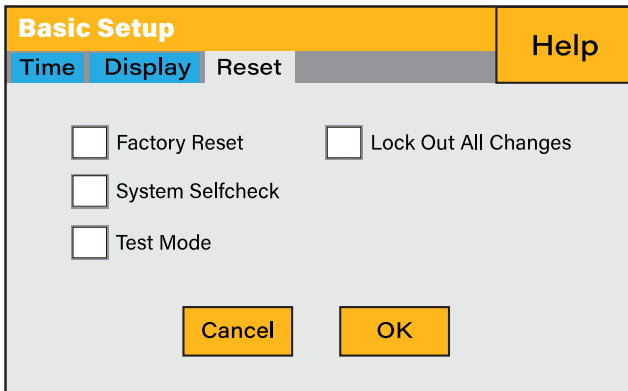 Basic Setup
Help
Time Display Reset
Factory Reset Lock Out All Changes
System Selfcheck
Test Mode
Cancel OK